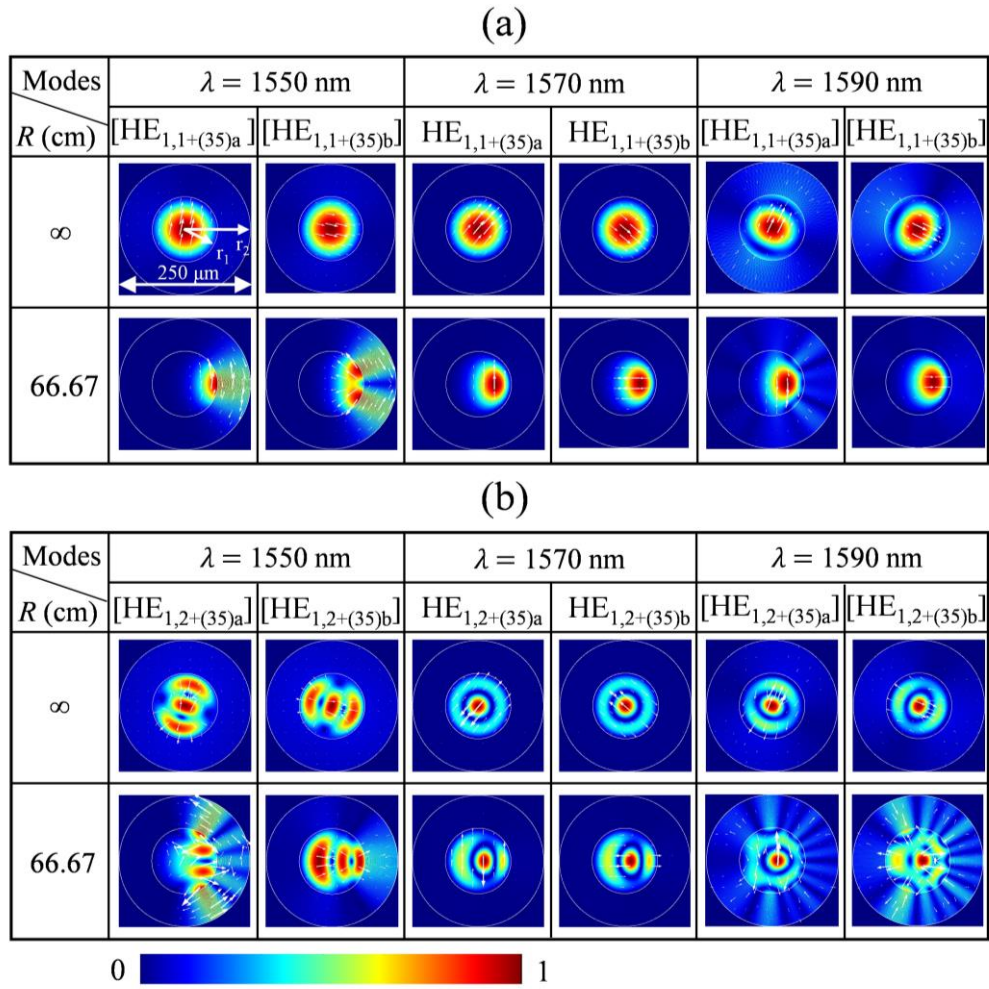 (a)
Modes λ = 1550 nm λ = 1570 nm λ = 1590 nm
R (cm) [HE1,1+(35)a ] [HE1,1+(35)b] HE1,1+(35)a HE1,1+(35)b [HE1,1+(35)a] [HE1,1+(35)b]
∞
r1
r2
250 μm
66.67
(b)
Modes λ = 1550 nm λ = 1570 nm λ = 1590 nm
R (cm) [HE1,2+(35)a] [HE1,2+(35)b] HE1,2+(35)a HE1,2+(35)b [HE1,2+(35)a] [HE1,2+(35)b]
∞
66.67
0 1